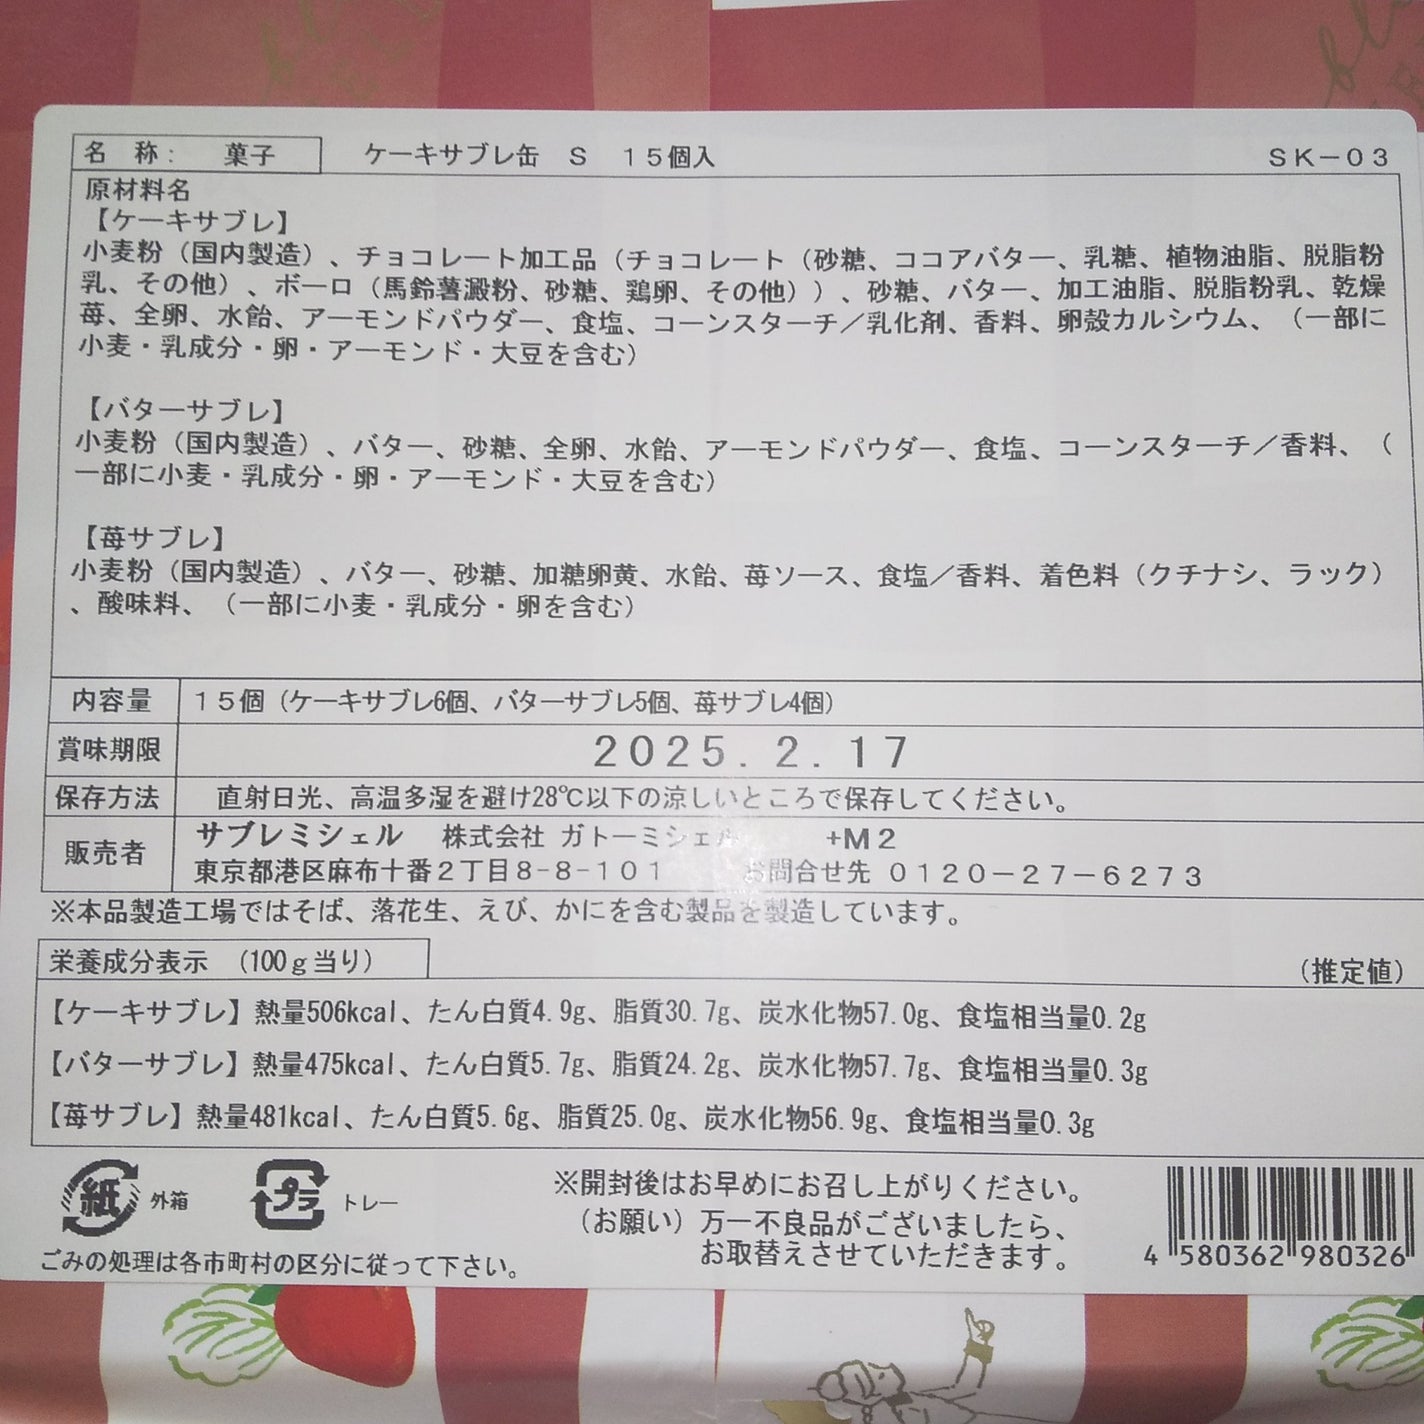 名　称：　菓子　ケーキサブレ缶　Ｓ　１５個入　ＳＫ－０３
原材料名
【ケーキサブレ】
小麦粉（国内製造）、チョコレート加工品（チョコレート（砂糖、ココアバター、乳糖、植物油脂、脱脂粉
乳、その他）、ボーロ（馬鈴薯澱粉、砂糖、鶏卵、その他））、砂糖、バター、加工油脂、脱脂粉乳、乾燥
苺、全卵、水飴、アーモンドパウダー、食塩、コーンスターチ／乳化剤、香料、卵殻カルシウム、（一部に
小麦・乳成分・卵・アーモンド・大豆を含む）
【バターサブレ】
小麦粉（国内製造）、バター、砂糖、全卵、水飴、アーモンドパウダー、食塩、コーンスターチ／香料、（
一部に小麦・乳成分・卵・アーモンド・大豆を含む）
【苺サブレ】
小麦粉（国内製造）、バター、砂糖、加糖卵黄、水飴、苺ソース、食塩／香料、着色料（クチナシ、ラック）
、酸味料、（一部に小麦・乳成分・卵を含む）
内容量　１５個（ケーキサブレ6個、バターサブレ5個、苺サブレ4個）
賞味期限　2025.2.17
保存方法　直射日光、高温多湿を避け28℃以下の涼しいところで保存してください。
販売者　サブレミシェル　株式会社 ガトーミシェル　+M2
東京都港区麻布十番２丁目８-８-１０１　お問合せ先 ０１２０－２７－６２７３
※本品製造工場ではそば、落花生、えび、かにを含む製品を製造しています。
栄養成分表示　（100ｇ当り）　（推定値）
【ケーキサブレ】熱量506kcal、たん白質4.9g、脂質30.7g、炭水化物57.0g、食塩相当量0.2g
【バターサブレ】熱量475kcal、たん白質5.7g、脂質24.2g、炭水化物57.7g、食塩相当量0.3g
【苺サブレ】熱量481kcal、たん白質5.6g、脂質25.0g、炭水化物56.9g、食塩相当量0.3g
紙 外箱　プラ トレー
ごみの処理は各市町村の区分に従って下さい。
※開封後はお早めにお召し上がりください。
（お願い）万一不良品がございましたら、
お取替えさせていただきます。
4 580362 980326